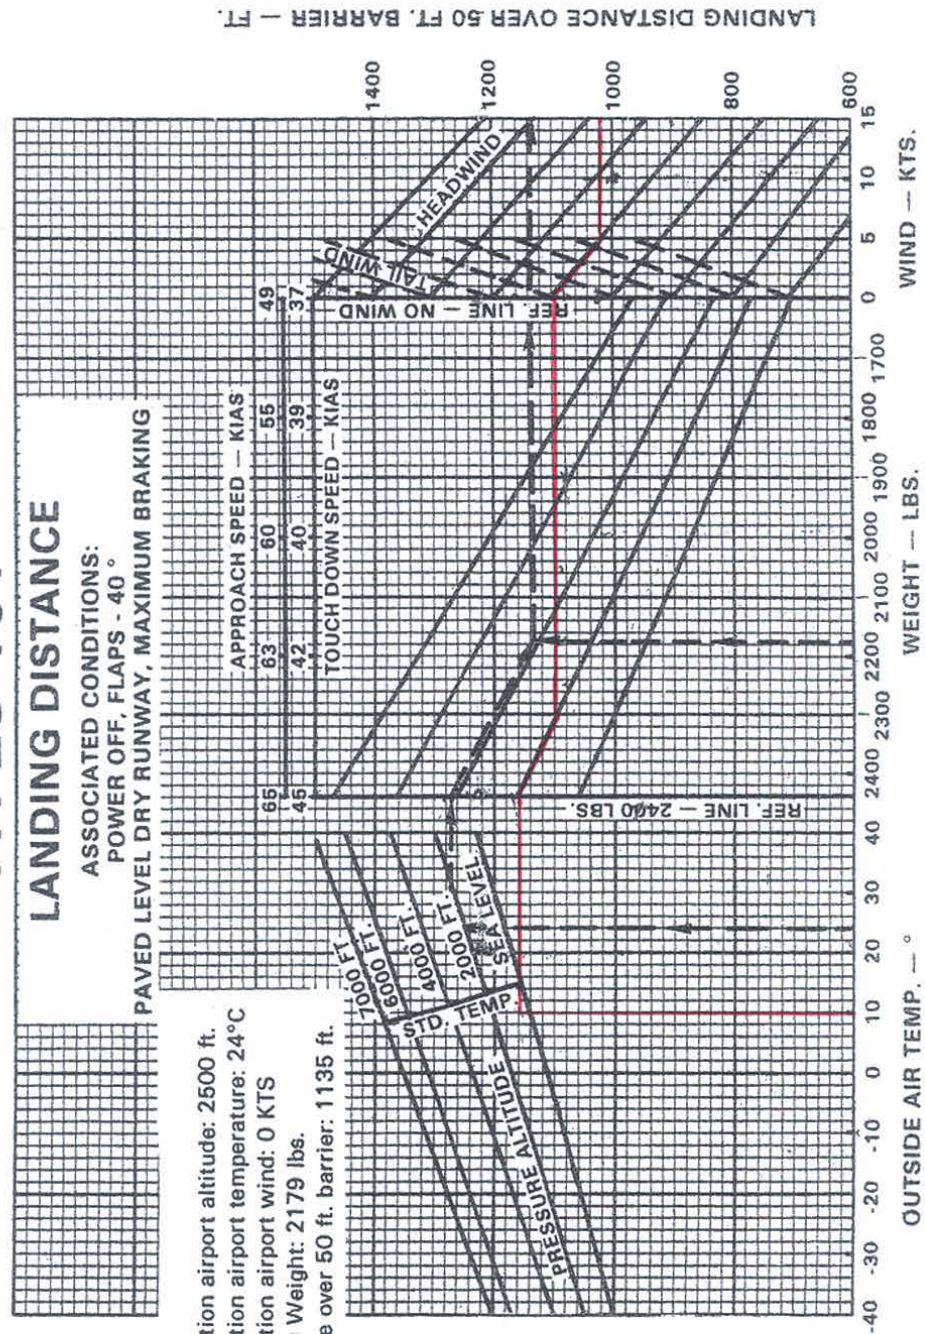 LANDING DISTANCE
ASSOCIATED CONDITIONS:
POWER OFF, FLAPS - 40°
PAVED LEVEL DRY RUNWAY, MAXIMUM BRAKING
tion airport altitude: 2500 ft.
tion airport temperature: 24°C
tion airport wind: 0 KTS
Weight: 2179 lbs.
e over 50 ft. barrier: 1135 ft.
APPROACH SPEED — KIAS
65 63 60 55 49
45 42 40 39 37
TOUCH DOWN SPEED — KIAS
7000 FT.
6000 FT.
4000 FT.
2000 FT.
SEA LEVEL
STD. TEMP.
PRESSURE ALTITUDE
REF. LINE — 2400 LBS.
REF. LINE — NO WIND
TAIL WIND
HEADWIND
1400
1200
1000
800
600
LANDING DISTANCE OVER 50 FT. BARRIER — FT.
-40 -30 -20 -10 0 10 20 30 40
2400 2300 2200 2100 2000 1900 1800 1700
0 5 10 15
OUTSIDE AIR TEMP. — °
WEIGHT — LBS.
WIND — KTS.